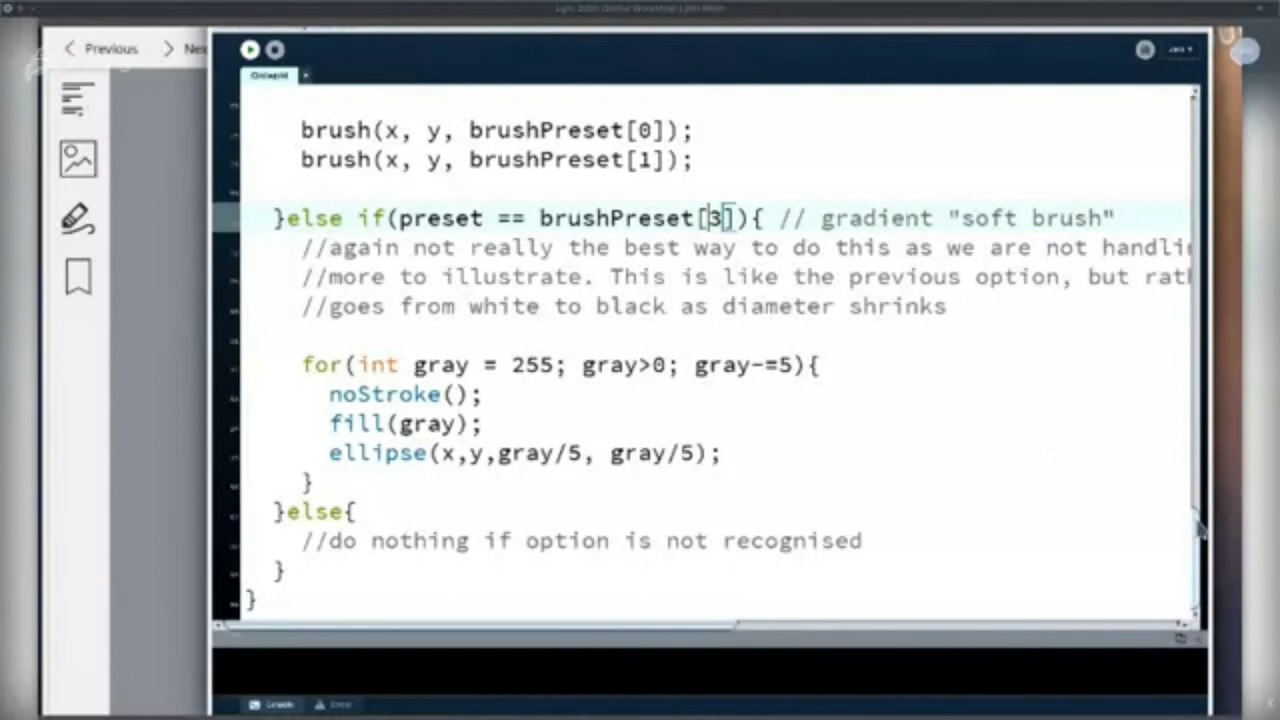 Previous
brush(x, y, brushPreset[0]);
brush(x, y, brushPreset[1]);
}else if(preset == brushPreset[3]){ // gradient "soft brush"
//again not really the best way to do this as we are not handli
//more to illustrate. This is like the previous option, but rat
//goes from white to black as diameter shrinks
for(int gray = 255; gray>0; gray-=5){
noStroke();
fill(gray);
ellipse(x,y,gray/5, gray/5);
}
}else{
//do nothing if option is not recognised
}
}